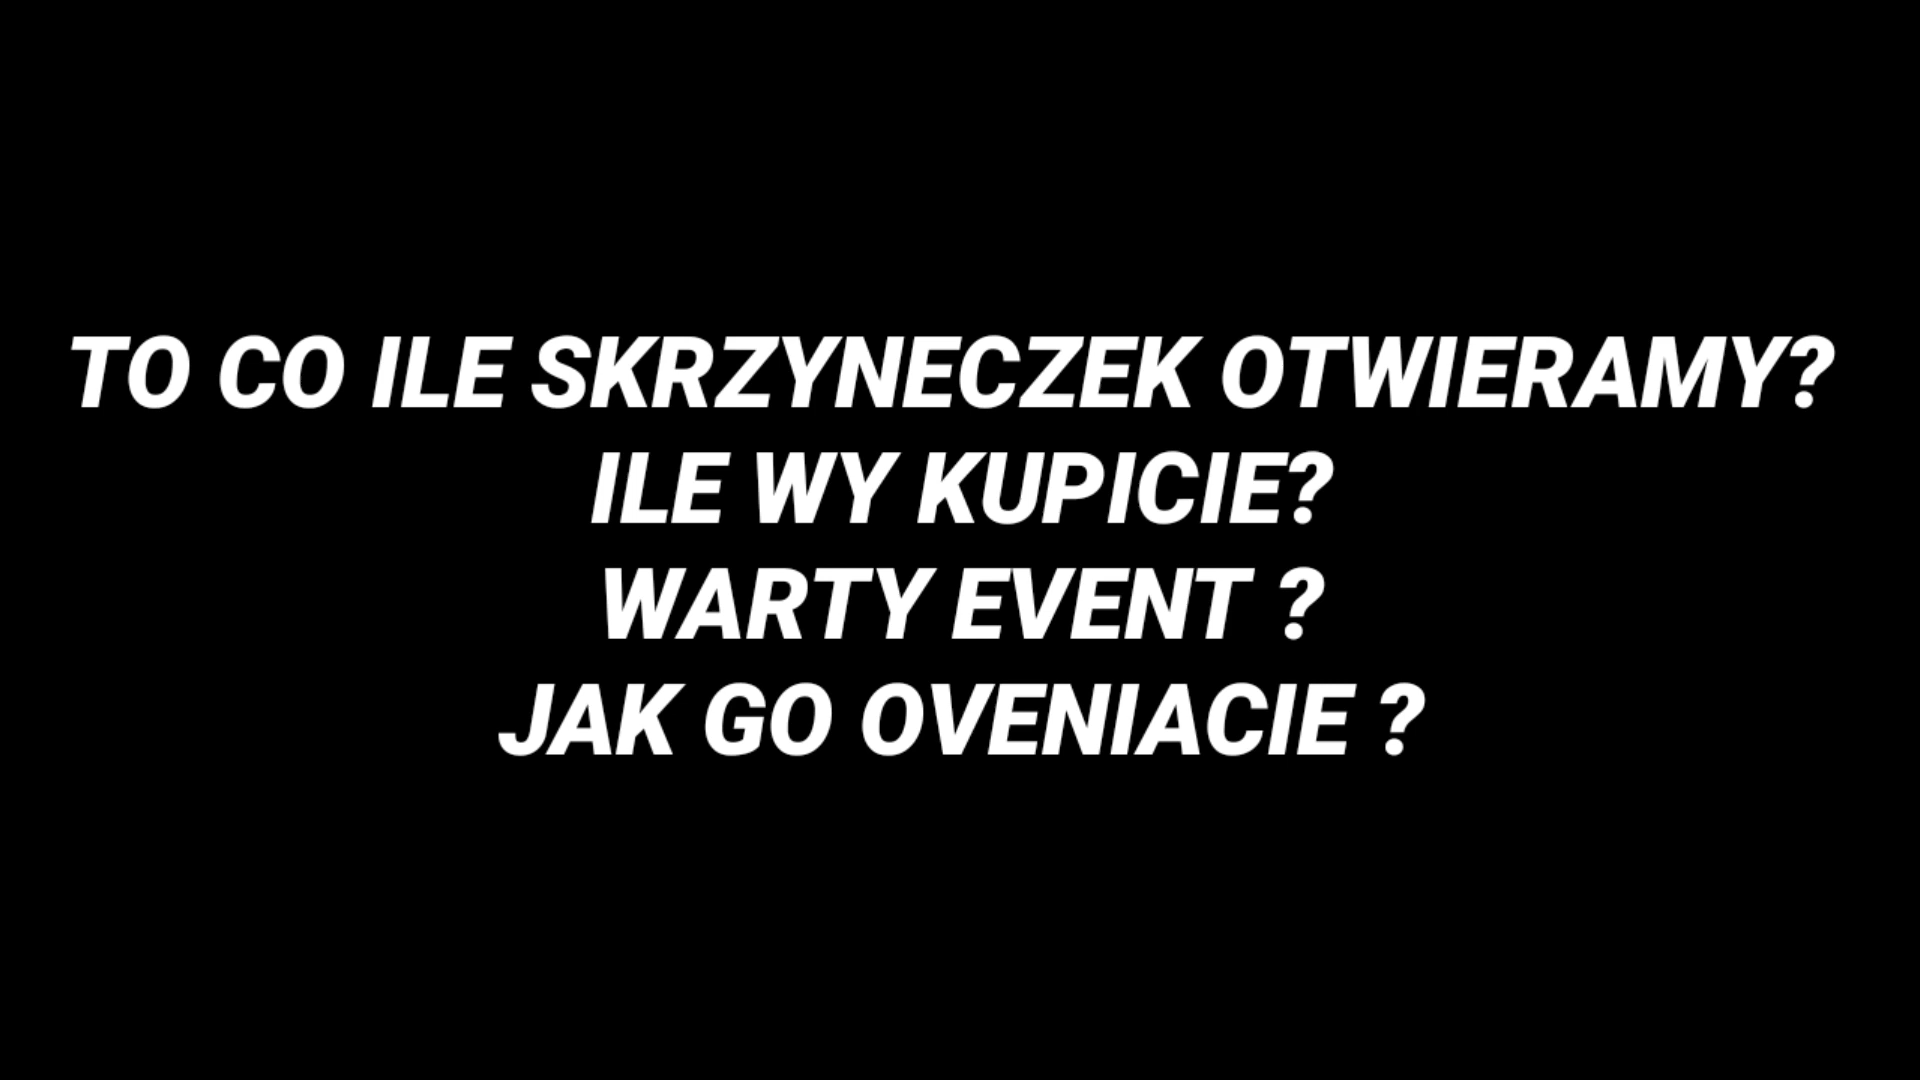 TO CO ILE SKRZYNECZEK OTWIERAMY?
ILE WY KUPICIE?
WARTY EVENT ?
JAK GO OVENIACIE ?